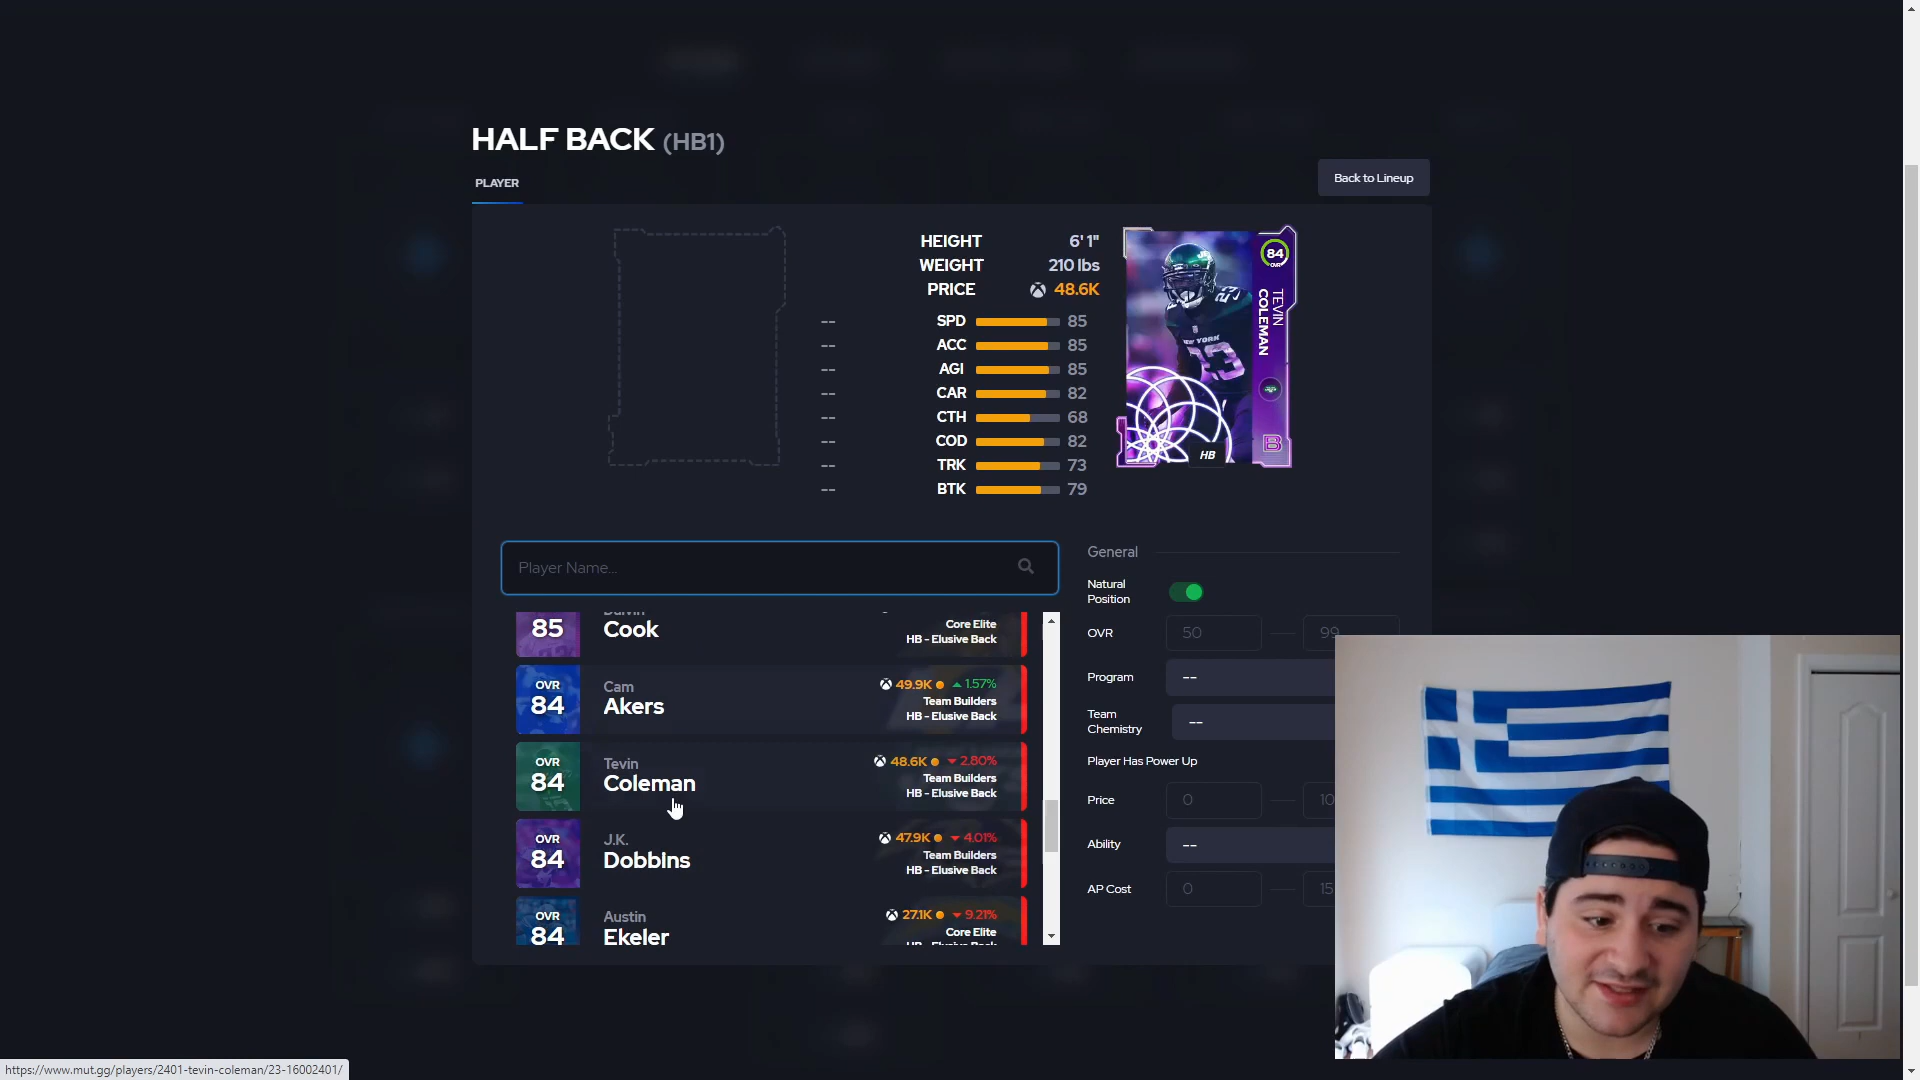 HALF BACK (HB1)
PLAYER
Back to Lineup
HEIGHT 6' 1"
WEIGHT 210 lbs
PRICE 48.6K
-- SPD 85
-- ACC 85
-- AGI 85
-- CAR 82
-- CTH 68
-- COD 82
-- TRK 73
-- BTK 79
84
OVR
TEVIN
COLEMAN
NEW YORK
23
HB
B
Player Name...
85
Cook
Core Elite
HB - Elusive Back
OVR
84
Cam
Akers
49.9K 1.57%
Team Builders
HB - Elusive Back
OVR
84
Tevin
Coleman
48.6K 2.80%
Team Builders
HB - Elusive Back
OVR
84
J.K.
Dobbins
47.9K 4.01%
Team Builders
HB - Elusive Back
OVR
84
Austin
Ekeler
27.1K 9.21%
Core Elite
General
Natural
Position
OVR 50 — 99
Program --
Team
Chemistry --
Player Has Power Up
Price 0 — 10
Ability --
AP Cost 0 — 15
https://www.mut.gg/players/2401-tevin-coleman/23-16002401/